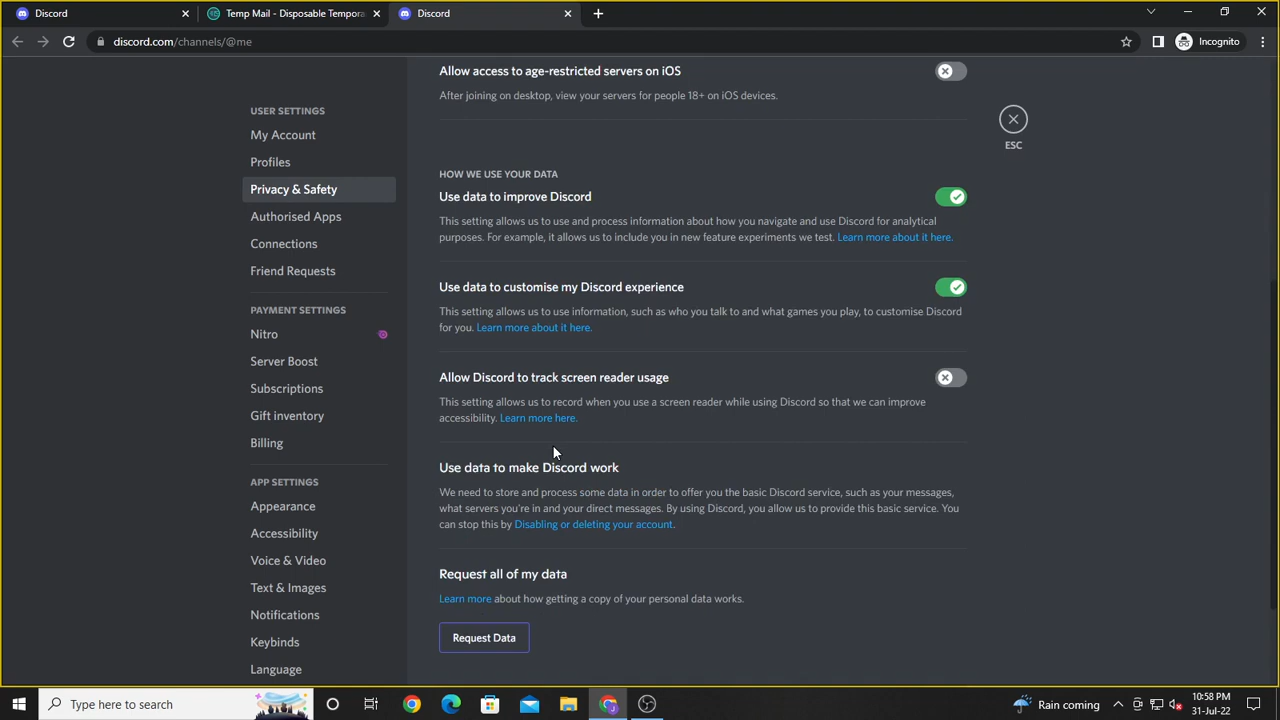 Discord
Temp Mail - Disposable Tempora
Discord
discord.com/channels/@me
Incognito
USER SETTINGS
My Account
Profiles
Privacy & Safety
Authorised Apps
Connections
Friend Requests
PAYMENT SETTINGS
Nitro
Server Boost
Subscriptions
Gift inventory
Billing
APP SETTINGS
Appearance
Accessibility
Voice & Video
Text & Images
Notifications
Keybinds
Language
Allow access to age-restricted servers on iOS
After joining on desktop, view your servers for people 18+ on iOS devices.
HOW WE USE YOUR DATA
Use data to improve Discord
This setting allows us to use and process information about how you navigate and use Discord for analytical
purposes. For example, it allows us to include you in new feature experiments we test. Learn more about it here.
Use data to customise my Discord experience
This setting allows us to use information, such as who you talk to and what games you play, to customise Discord
for you. Learn more about it here.
Allow Discord to track screen reader usage
This setting allows us to record when you use a screen reader while using Discord so that we can improve
accessibility. Learn more here.
Use data to make Discord work
We need to store and process some data in order to offer you the basic Discord service, such as your messages,
what servers you're in and your direct messages. By using Discord, you allow us to provide this basic service. You
can stop this by Disabling or deleting your account.
Request all of my data
Learn more about how getting a copy of your personal data works.
Request Data
ESC
Type here to search
Rain coming
10:58 PM
31-Jul-22